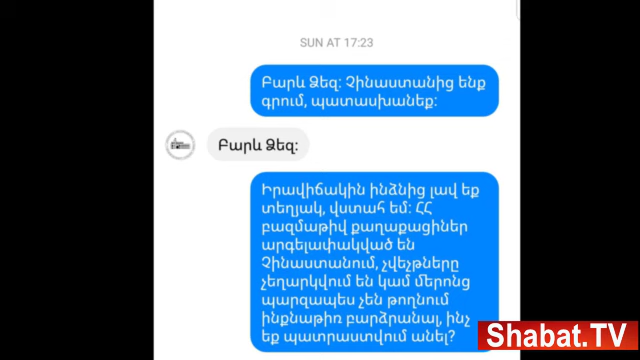 SUN AT 17:23
Բարև Ձեզ: Չինաստանից ենք
գրում, պատասխանեք:
Բարև Ձեզ:
Իրավիճակին ինձնից լավ եք
տեղյակ, վստահ եմ: ՀՀ
բազմաթիվ քաղաքացիներ
արգելափակված են
Չինաստանում, չվեչթները
չեղարկվում են կամ մերոնց
պարզապես չեն թողնում
ինքնաթիռ բարձրանալ, ինչ
եք պատրաստվում անել?
Shabat.TV